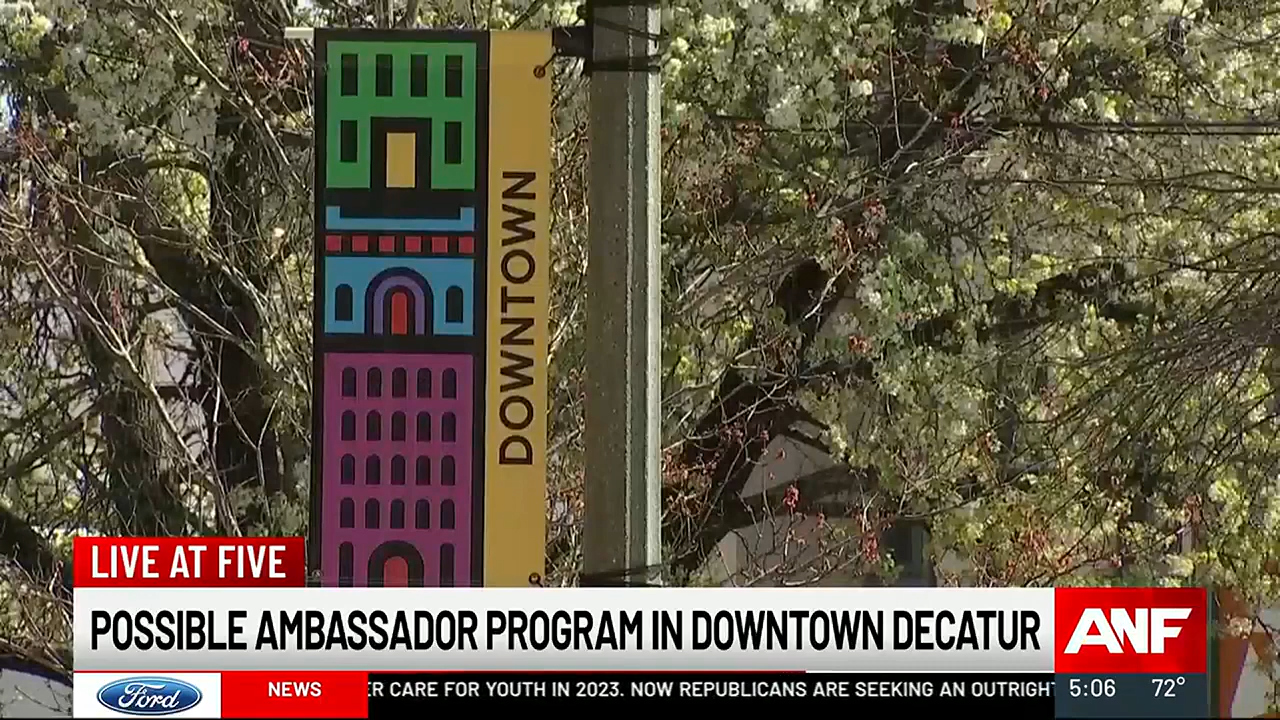 DOWNTOWN
LIVE AT FIVE
POSSIBLE AMBASSADOR PROGRAM IN DOWNTOWN DECATUR
ANF
Ford
NEWS
ER CARE FOR YOUTH IN 2023. NOW REPUBLICANS ARE SEEKING AN OUTRIGHT
5:06 72°